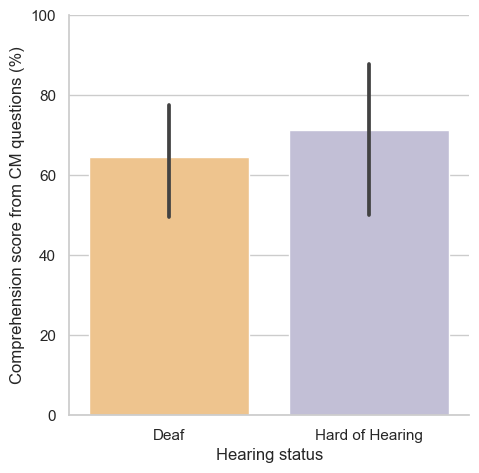 100
80
60
40
20
0
Comprehension score from CM questions (%)
Deaf
Hard of Hearing
Hearing status